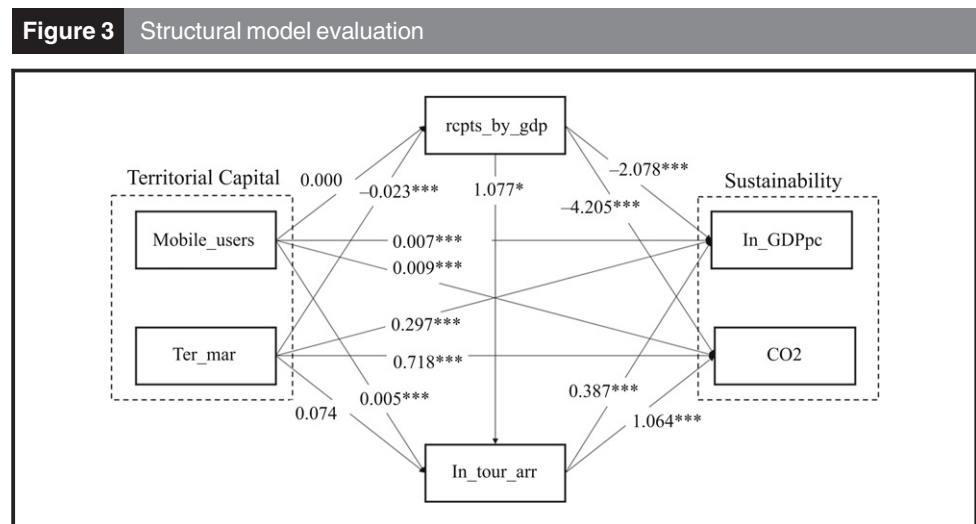 Figure 3 Structural model evaluation
rcpts_by_gdp
Territorial Capital
0.000
–0.023***
1.077*
–2.078***
Sustainability
–4.205***
Mobile_users
0.007***
In_GDPpc
0.009***
0.297***
Ter_mar
0.718***
CO2
0.074
0.005***
0.387***
1.064***
In_tour_arr